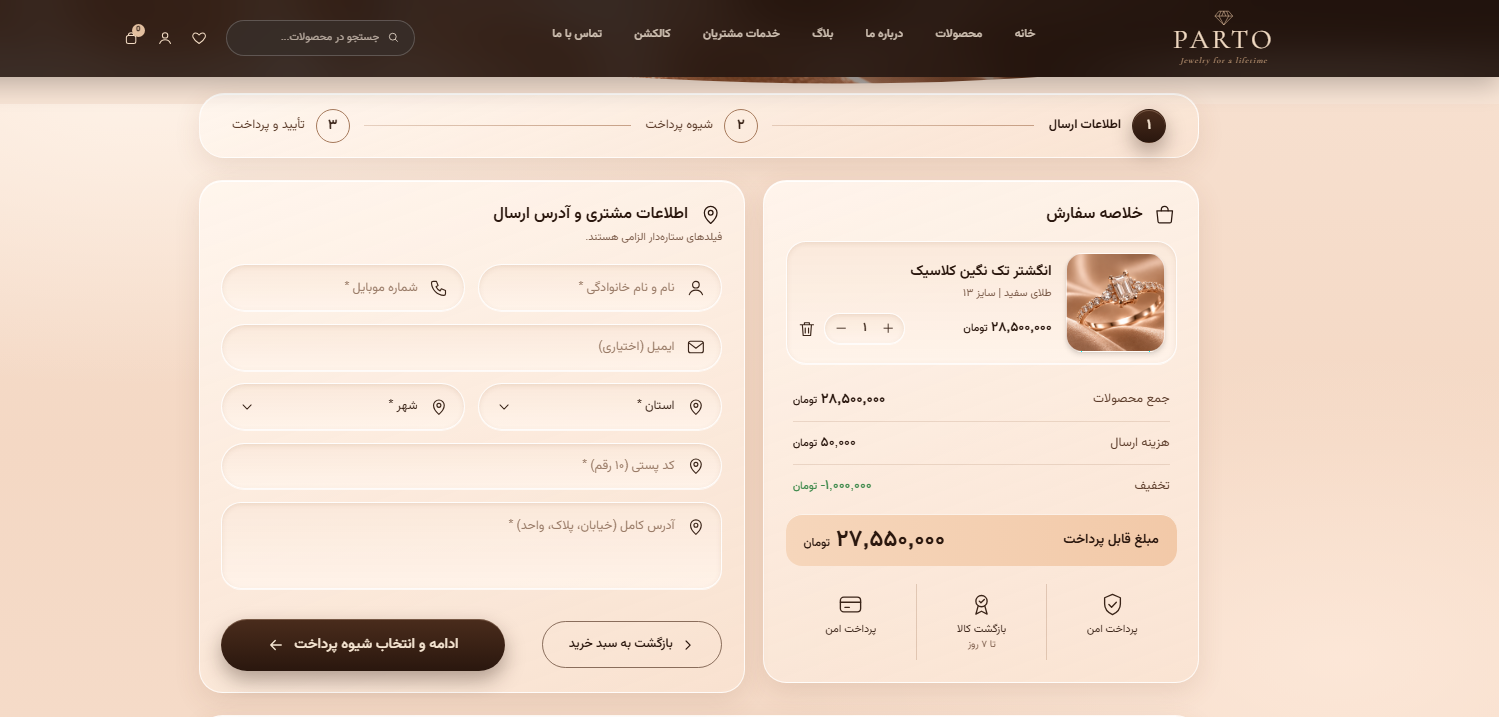 PARTO
Jewelry for a lifetime
خانه
محصولات
درباره ما
بلاگ
خدمات مشتریان
کالکشن
تماس با ما
جستجو در محصولات...
0
۱
اطلاعات ارسال
۲
شیوه پرداخت
۳
تأیید و پرداخت
خلاصه سفارش
انگشتر تک نگین کلاسیک
طلای سفید | سایز ۱۳
۲۸,۵۰۰,۰۰۰ تومان
+ ۱ −
جمع محصولات
۲۸,۵۰۰,۰۰۰ تومان
هزینه ارسال
۵۰,۰۰۰ تومان
تخفیف
-۱,۰۰۰,۰۰۰ تومان
مبلغ قابل پرداخت
۲۷,۵۵۰,۰۰۰ تومان
پرداخت امن
بازگشت کالا
تا ۷ روز
پرداخت امن
اطلاعات مشتری و آدرس ارسال
فیلدهای ستاره‌دار الزامی هستند.
نام و نام خانوادگی *
شماره موبایل *
ایمیل (اختیاری)
استان *
شهر *
کد پستی (۱۰ رقم) *
آدرس کامل (خیابان، پلاک، واحد) *
بازگشت به سبد خرید
ادامه و انتخاب شیوه پرداخت